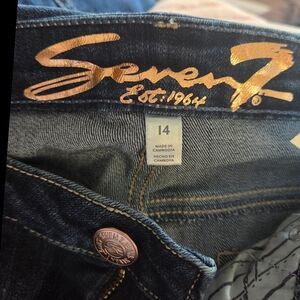 Seven7®
Est: 1964
14
MADE IN
CAMBODIA
HECHO EN
CAMBOYA